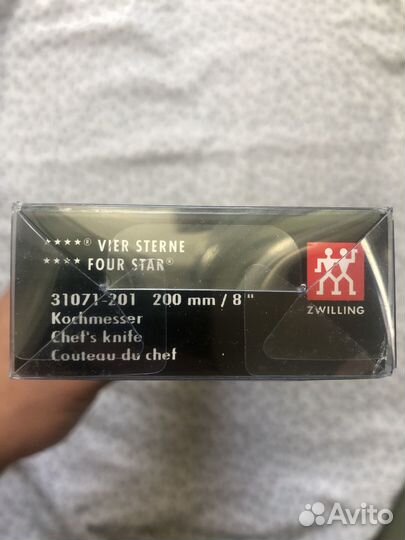 ****® VIER STERNE
**** FOUR STAR®
31071-201 200 mm / 8"
Kochmesser
Chef's knife
Couteau du chef
ZWILLING
Avito